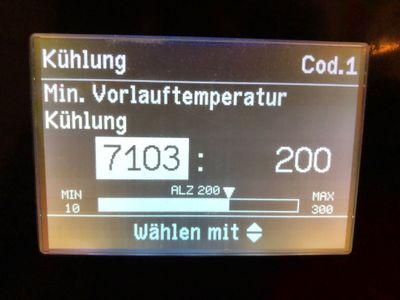 Kühlung Cod.1
Min. Vorlauftemperatur
Kühlung
7103 : 200
MIN ALZ 200 MAX
10 300
Wählen mit